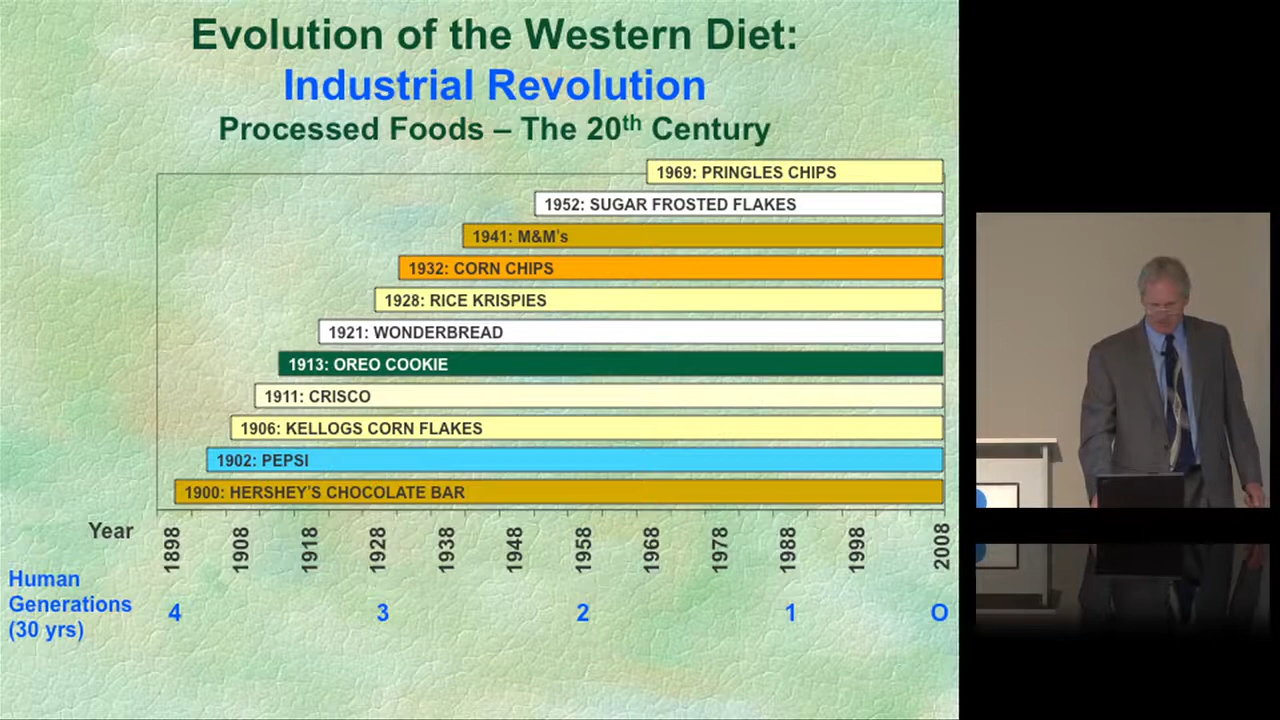 Evolution of the Western Diet:
Industrial Revolution
Processed Foods – The 20th Century
1969: PRINGLES CHIPS
1952: SUGAR FROSTED FLAKES
1941: M&M's
1932: CORN CHIPS
1928: RICE KRISPIES
1921: WONDERBREAD
1913: OREO COOKIE
1911: CRISCO
1906: KELLOGS CORN FLAKES
1902: PEPSI
1900: HERSHEY'S CHOCOLATE BAR
Year 1898 1908 1918 1928 1938 1948 1958 1968 1978 1988 1998 2008
Human
Generations
(30 yrs)
4 3 2 1 O